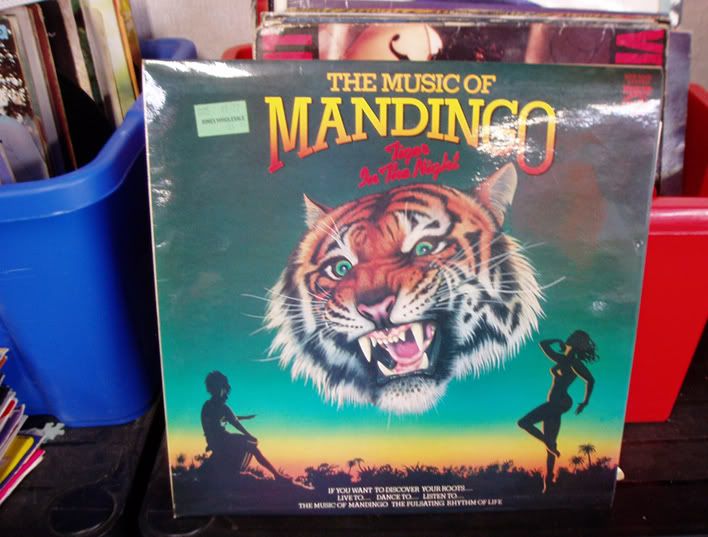 THE MUSIC OF
MANDINGO
Tiger
In The Night
IF YOU WANT TO DISCOVER YOUR ROOTS....
LIVE TO.... DANCE TO.... LISTEN TO....
THE MUSIC OF MANDINGO THE PULSATING RHYTHM OF LIFE